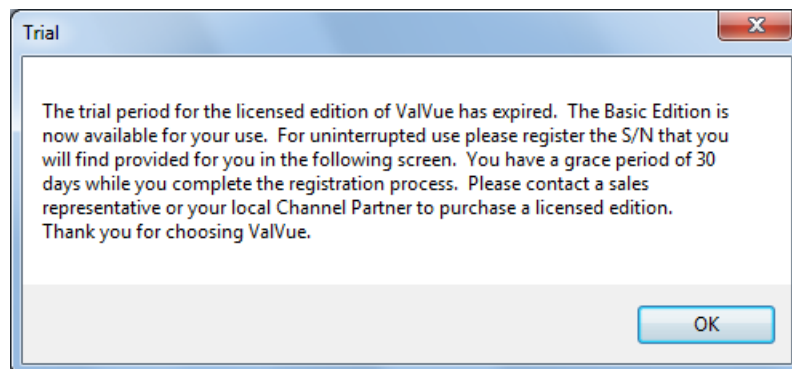 Trial
The trial period for the licensed edition of ValVue has expired.  The Basic Edition is
now available for your use.  For uninterrupted use please register the S/N that you
will find provided for you in the following screen.  You have a grace period of 30
days while you complete the registration process.  Please contact a sales
representative or your local Channel Partner to purchase a licensed edition.
Thank you for choosing ValVue.
OK